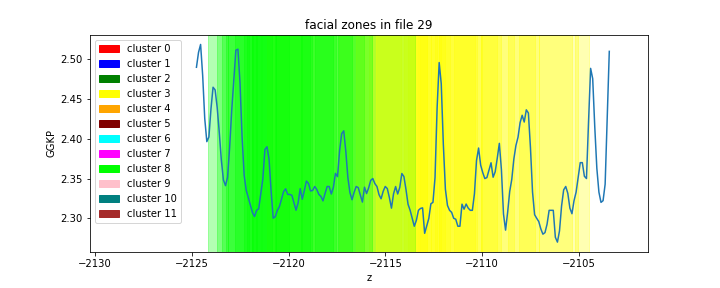 facial zones in file 29
2.50
2.45
2.40
2.35
2.30
GGKP
cluster 0
cluster 1
cluster 2
cluster 3
cluster 4
cluster 5
cluster 6
cluster 7
cluster 8
cluster 9
cluster 10
cluster 11
−2130
−2125
−2120
−2115
−2110
−2105
z